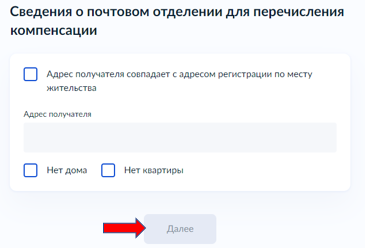 Сведения о почтовом отделении для перечисления
компенсации
Адрес получателя совпадает с адресом регистрации по месту
жительства
Адрес получателя
Нет дома Нет квартиры
Далее